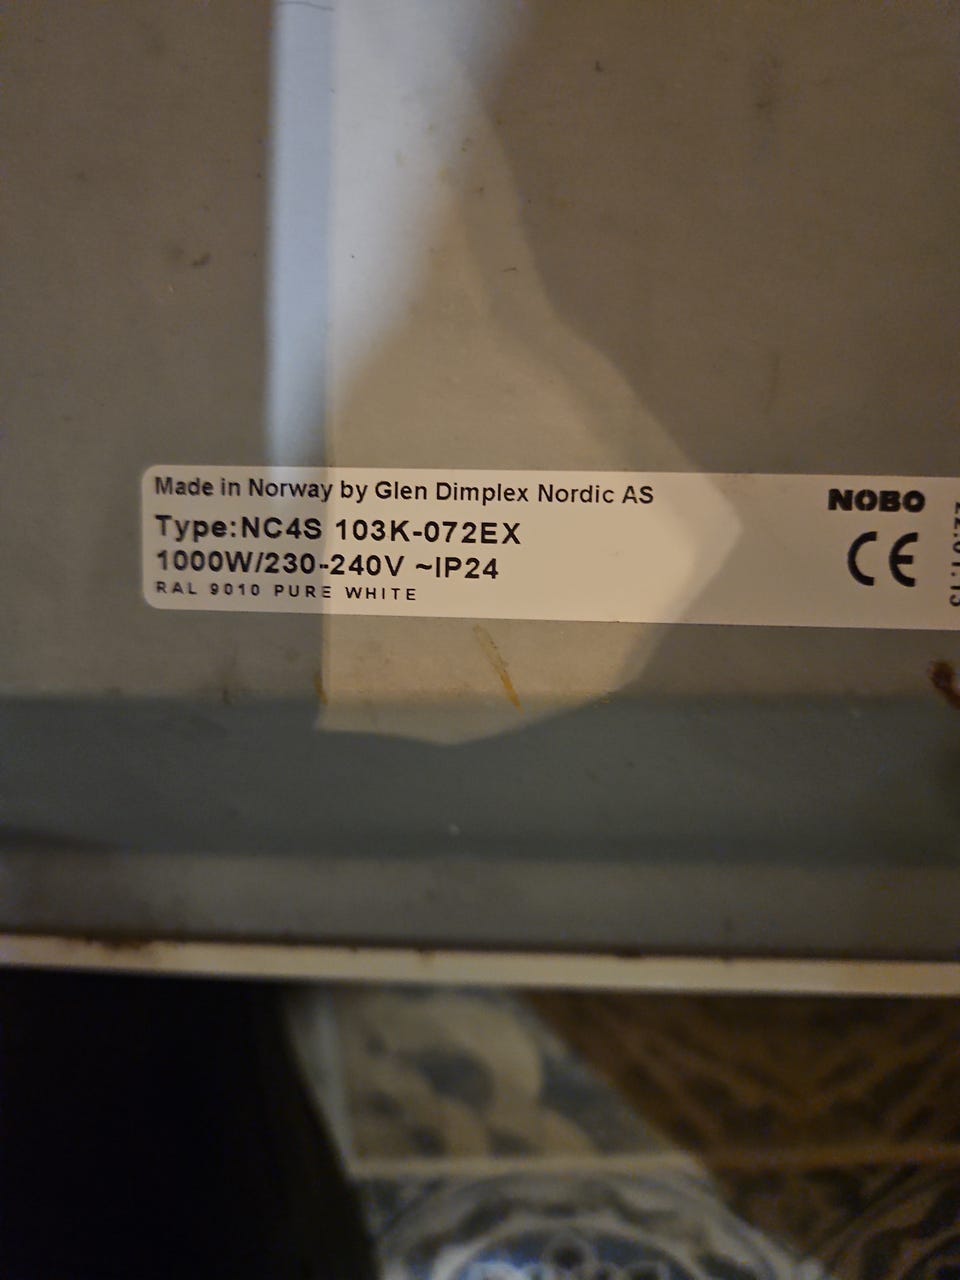 Made in Norway by Glen Dimplex Nordic AS
Type:NC4S 103K-072EX
1000W/230-240V ~IP24
RAL 9010 PURE WHITE
NOBO
CE